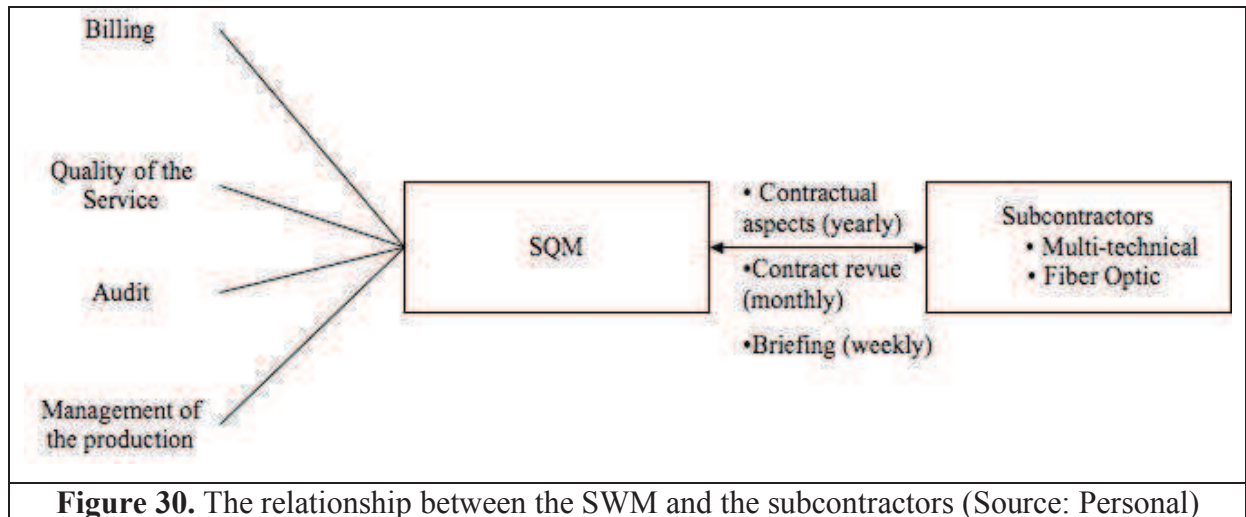 Billing
Quality of the
Service
Audit
Management of
the production
SQM
• Contractual
aspects (yearly)
•Contract revue
(monthly)
•Briefing (weekly)
Subcontractors
• Multi-technical
• Fiber Optic
Figure 30. The relationship between the SWM and the subcontractors (Source: Personal)